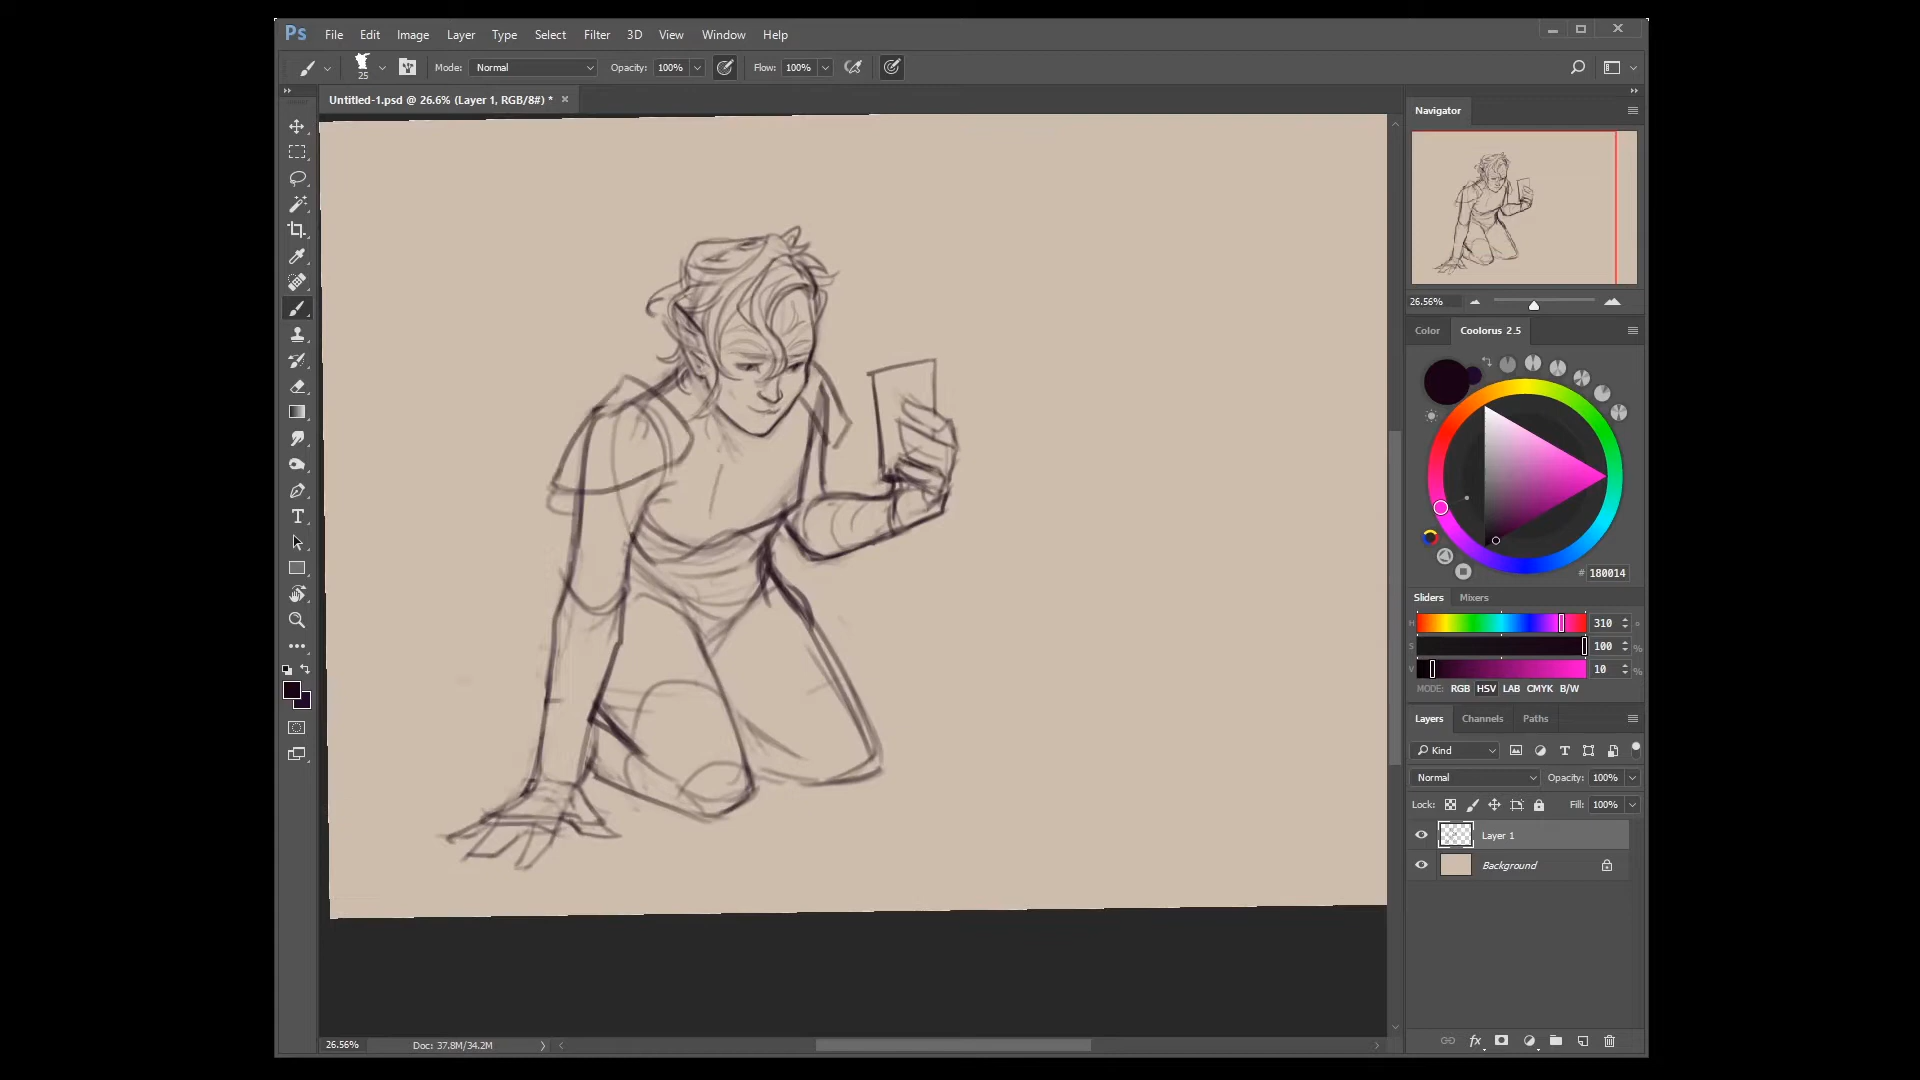 Ps File Edit Image Layer Type Select Filter 3D View Window Help
25 Mode: Normal Opacity: 100% Flow: 100%
Untitled-1.psd @ 26.6% (Layer 1, RGB/8#) *
Navigator
26.56%
Color Coolorus 2.5
# 180014
Sliders Mixers
H 310 °
S 100 %
V 10 %
MODE: RGB HSV LAB CMYK B/W
Layers Channels Paths
Kind
Normal Opacity: 100%
Lock: Fill: 100%
Layer 1
Background
fx
26.56% Doc: 37.8M/34.2M